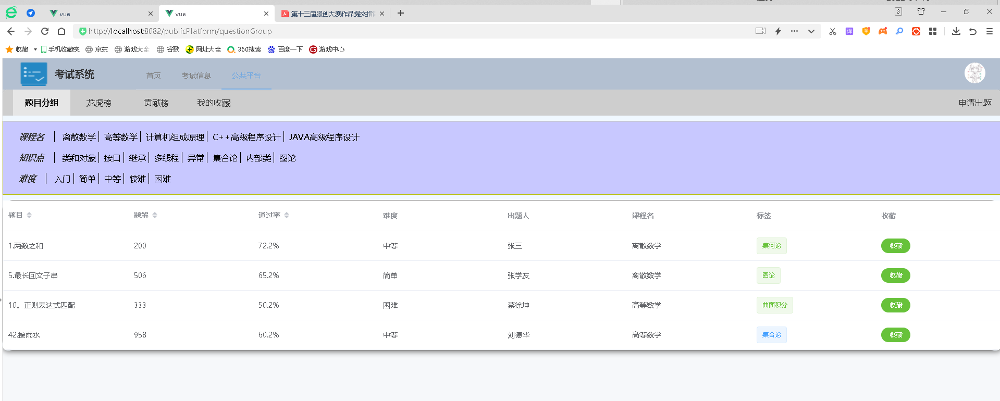 vue
vue
第十三届服创大赛作品提交指南
3
http://localhost:8082/publicPlatform/questionGroup
译
收藏 手机收藏夹 京东 游戏大全 谷歌 网址大全 360搜索 百度一下 游戏中心
考试系统 首页 考试信息 公共平台
题目分组 龙虎榜 贡献榜 我的收藏 申请出题
课程名 离散数学 高等数学 计算机组成原理 C++高级程序设计 JAVA高级程序设计
知识点 类和对象 接口 继承 多线程 异常 集合论 内部类 图论
难度 入门 简单 中等 较难 困难
题目 题解 通过率 难度 出题人 课程名 标签 收藏
1.两数之和 200 72.2% 中等 张三 离散数学 集何论 收藏
5.最长回文子串 506 65.2% 简单 张学友 离散数学 图论 收藏
10。正则表达式匹配 333 50.2% 困难 蔡徐坤 高等数学 曲面积分 收藏
42.接雨水 958 60.2% 中等 刘德华 高等数学 集合论 收藏